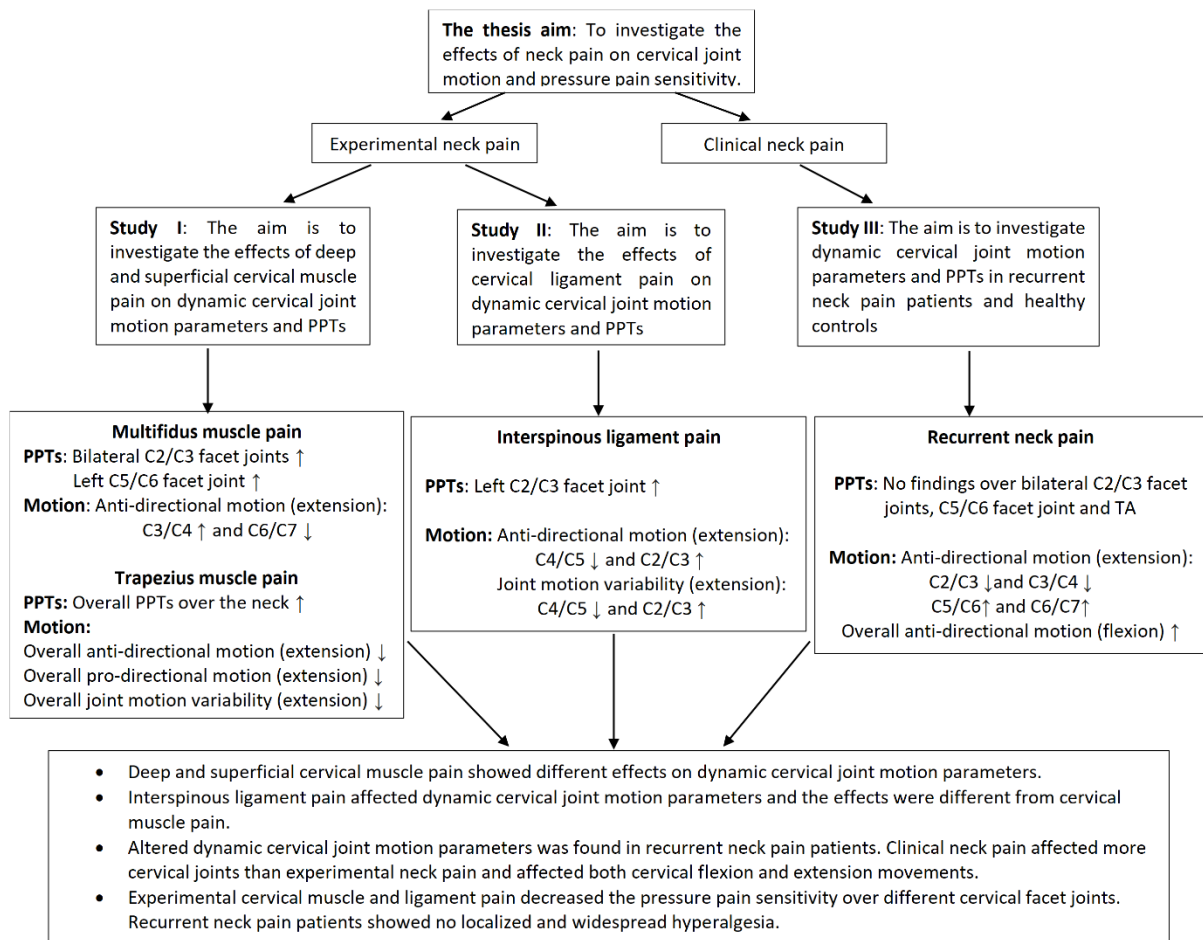 The thesis aim: To investigate the
effects of neck pain on cervical joint
motion and pressure pain sensitivity.
Experimental neck pain
Clinical neck pain
Study I: The aim is to
investigate the effects of deep
and superficial cervical muscle
pain on dynamic cervical joint
motion parameters and PPTs
Study II: The aim is to
investigate the effects of
cervical ligament pain on
dynamic cervical joint motion
parameters and PPTs
Study III: The aim is to investigate
dynamic cervical joint motion
parameters and PPTs in recurrent
neck pain patients and healthy
controls
Multifidus muscle pain
PPTs: Bilateral C2/C3 facet joints ↑
Left C5/C6 facet joint ↑
Motion: Anti-directional motion (extension):
C3/C4 ↑ and C6/C7 ↓
Trapezius muscle pain
PPTs: Overall PPTs over the neck ↑
Motion:
Overall anti-directional motion (extension) ↓
Overall pro-directional motion (extension) ↓
Overall joint motion variability (extension) ↓
Interspinous ligament pain
PPTs: Left C2/C3 facet joint ↑
Motion: Anti-directional motion (extension):
C4/C5 ↓ and C2/C3 ↑
Joint motion variability (extension):
C4/C5 ↓ and C2/C3 ↑
Recurrent neck pain
PPTs: No findings over bilateral C2/C3 facet
joints, C5/C6 facet joint and TA
Motion: Anti-directional motion (extension):
C2/C3 ↓and C3/C4 ↓
C5/C6↑ and C6/C7↑
Overall anti-directional motion (flexion) ↑
• Deep and superficial cervical muscle pain showed different effects on dynamic cervical joint motion parameters.
• Interspinous ligament pain affected dynamic cervical joint motion parameters and the effects were different from cervical
muscle pain.
• Altered dynamic cervical joint motion parameters was found in recurrent neck pain patients. Clinical neck pain affected more
cervical joints than experimental neck pain and affected both cervical flexion and extension movements.
• Experimental cervical muscle and ligament pain decreased the pressure pain sensitivity over different cervical facet joints.
Recurrent neck pain patients showed no localized and widespread hyperalgesia.